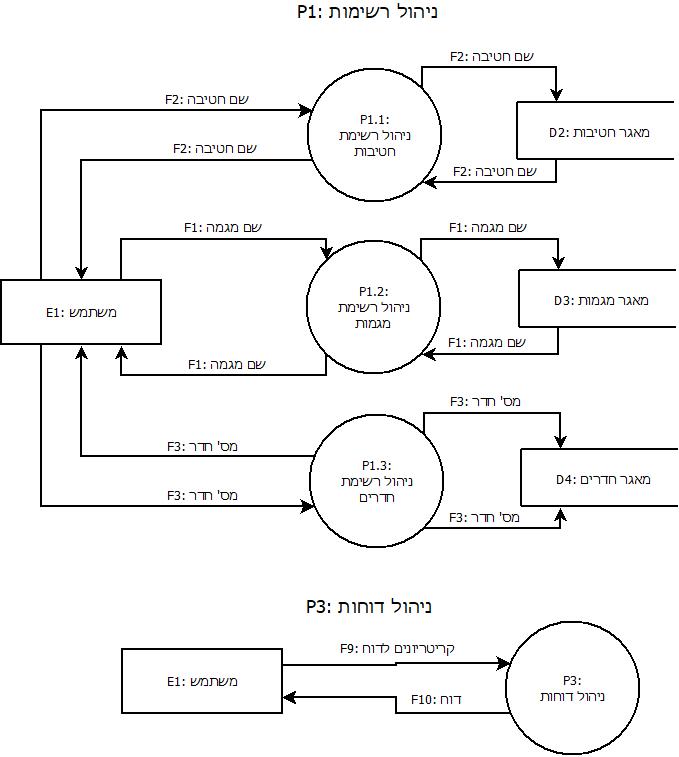 P1: ניהול רשימות
F2: שם חטיבה
F2: שם חטיבה
P1.1:
ניהול רשימת
חטיבות
D2: מאגר חטיבות
F2: שם חטיבה
F2: שם חטיבה
F1: שם מגמה
F1: שם מגמה
P1.2:
ניהול רשימת
מגמות
E1: משתמש
D3: מאגר מגמות
F1: שם מגמה
F1: שם מגמה
F3: מס' חדר
F3: מס' חדר
P1.3:
ניהול רשימת
חדרים
D4: מאגר חדרים
F3: מס' חדר
F3: מס' חדר
P3: ניהול דוחות
F9: קריטריונים לדוח
E1: משתמש
P3:
ניהול דוחות
F10: דוח